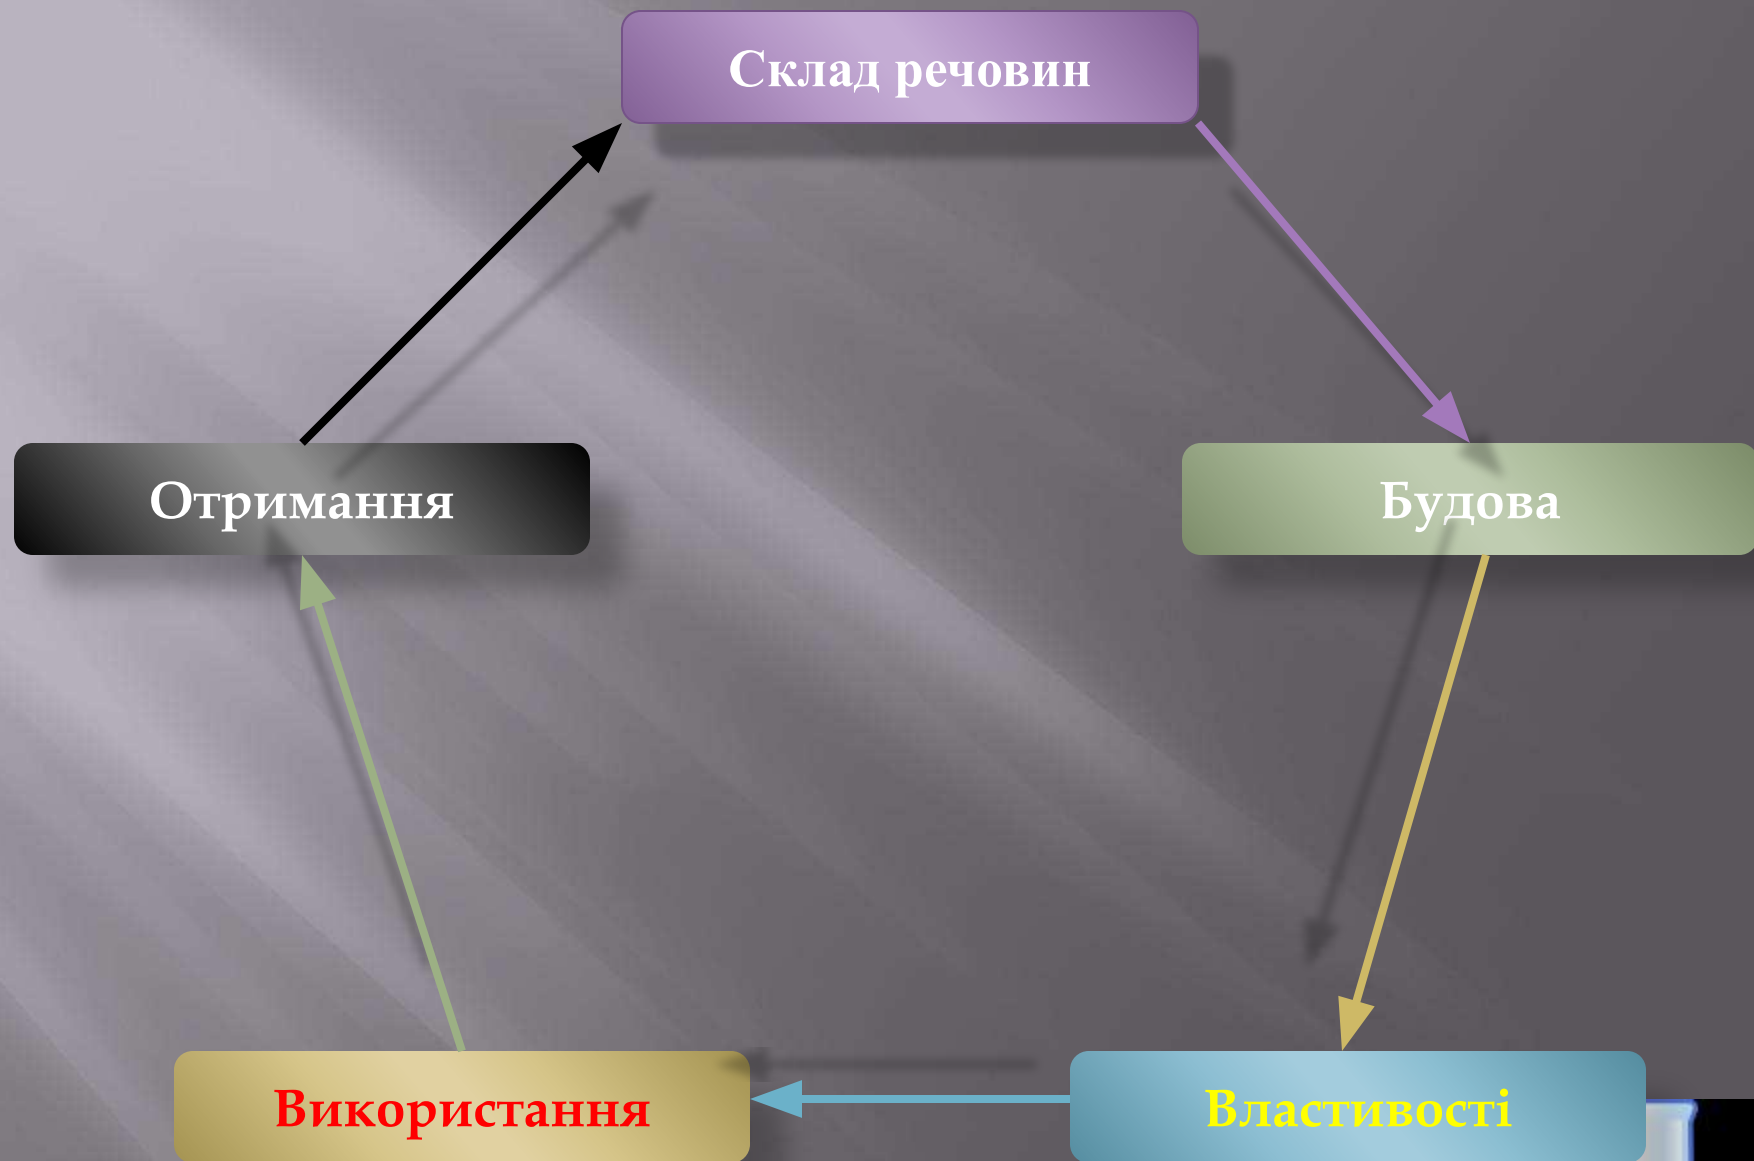 Склад речовин
Отримання
Будова
Використання
Властивості